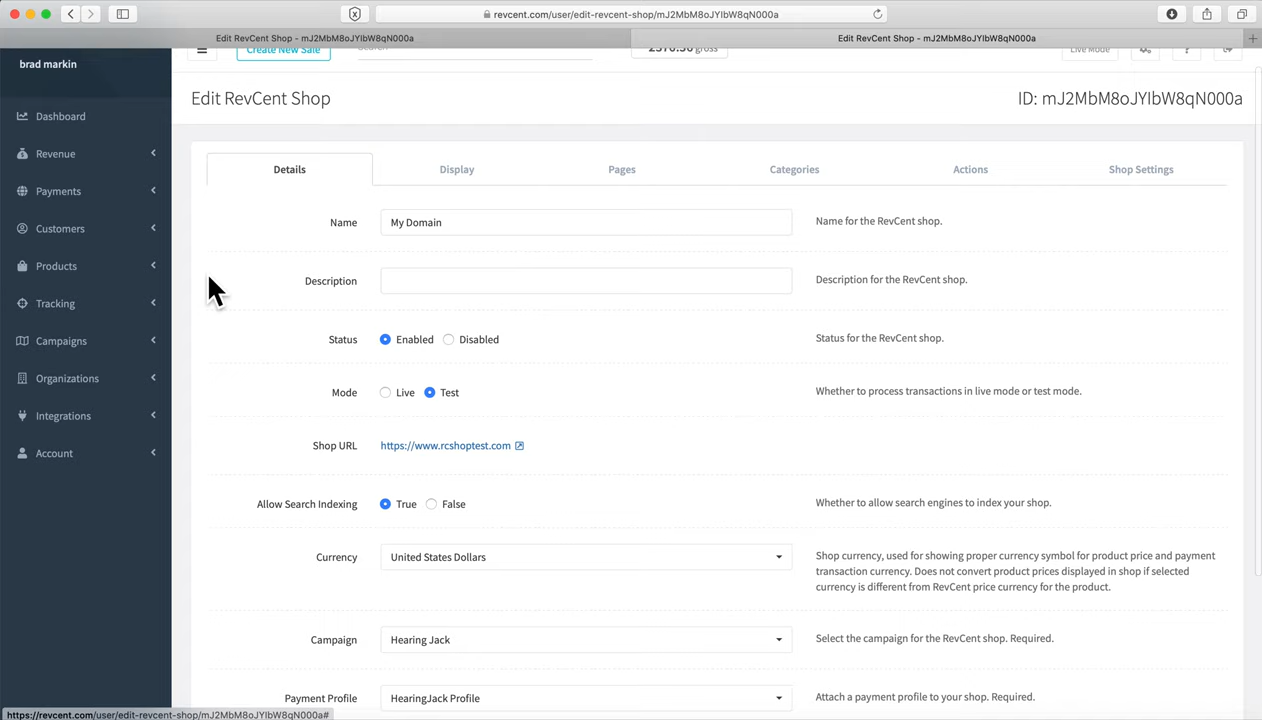 revcent.com/user/edit-revcent-shop/mJ2MbM8oJYIbW8qN000a
Edit RevCent Shop - mJ2MbM8oJYIbW8qN000a
Edit RevCent Shop - mJ2MbM8oJYIbW8qN000a
brad markin
Create New Sale
Search
2570.50 gross
Live Mode
Edit RevCent Shop
ID: mJ2MbM8oJYIbW8qN000a
Dashboard
Revenue
Payments
Customers
Products
Tracking
Campaigns
Organizations
Integrations
Account
Details
Display
Pages
Categories
Actions
Shop Settings
Name
My Domain
Name for the RevCent shop.
Description
Description for the RevCent shop.
Status
Enabled
Disabled
Status for the RevCent shop.
Mode
Live
Test
Whether to process transactions in live mode or test mode.
Shop URL
https://www.rcshoptest.com
Allow Search Indexing
True
False
Whether to allow search engines to index your shop.
Currency
United States Dollars
Shop currency, used for showing proper currency symbol for product price and payment
transaction currency. Does not convert product prices displayed in shop if selected
currency is different from RevCent price currency for the product.
Campaign
Hearing Jack
Select the campaign for the RevCent shop. Required.
Payment Profile
HearingJack Profile
Attach a payment profile to your shop. Required.
https://revcent.com/user/edit-revcent-shop/mJ2MbM8oJYIbW8qN000a#